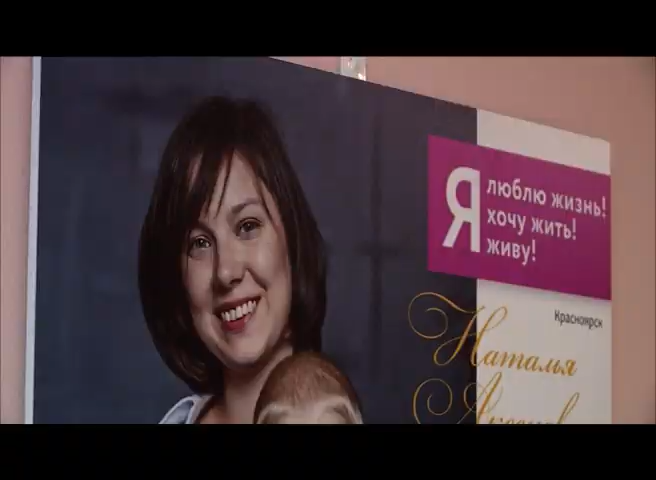 Я люблю жизнь!
хочу жить!
живу!
Красноярск
Наталья